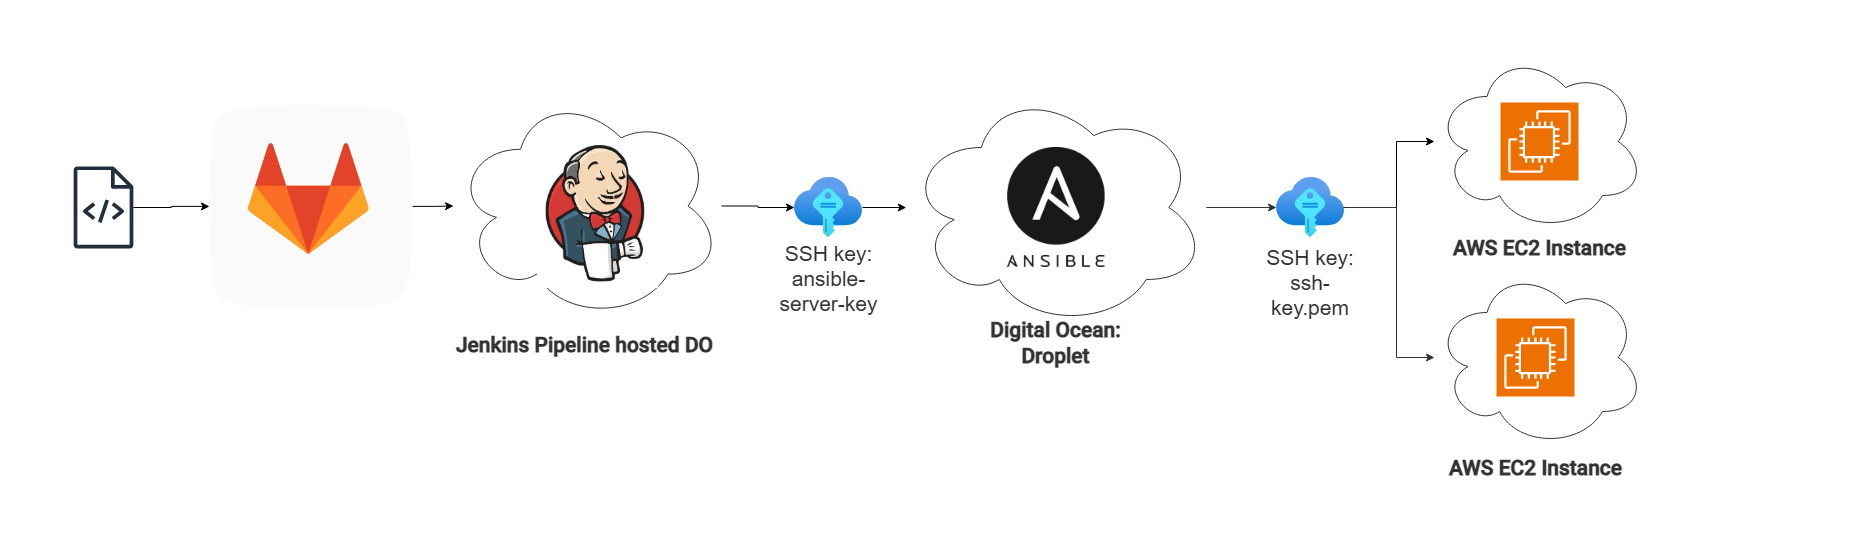 </>
Jenkins Pipeline hosted DO
SSH key:
ansible-
server-key
ANSIBLE
Digital Ocean:
Droplet
SSH key:
ssh-
key.pem
AWS EC2 Instance
AWS EC2 Instance